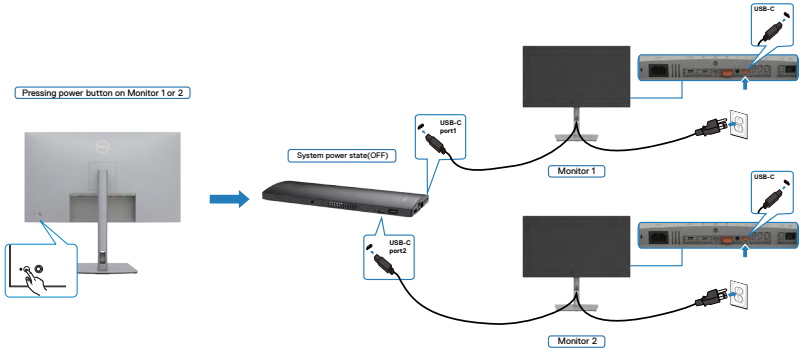 USB-C
Pressing power button on Monitor 1 or 2
USB-C
port1
System power state(OFF)
Monitor 1
USB-C
USB-C
port2
Monitor 2